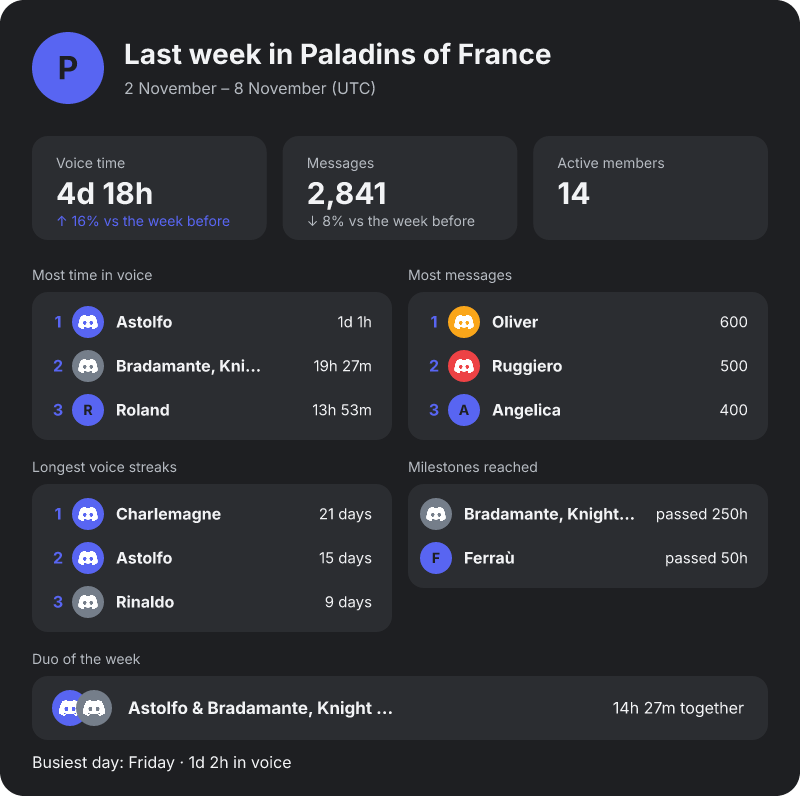 P
Last week in Paladins of France
2 November – 8 November (UTC)
Voice time
4d 18h
↑ 16% vs the week before
Messages
2,841
↓ 8% vs the week before
Active members
14
Most time in voice
1 Astolfo 1d 1h
2 Bradamante, Kni... 19h 27m
3 R Roland 13h 53m
Most messages
1 Oliver 600
2 Ruggiero 500
3 A Angelica 400
Longest voice streaks
1 Charlemagne 21 days
2 Astolfo 15 days
3 Rinaldo 9 days
Milestones reached
Bradamante, Knight... passed 250h
F Ferraù passed 50h
Duo of the week
Astolfo & Bradamante, Knight ... 14h 27m together
Busiest day: Friday · 1d 2h in voice